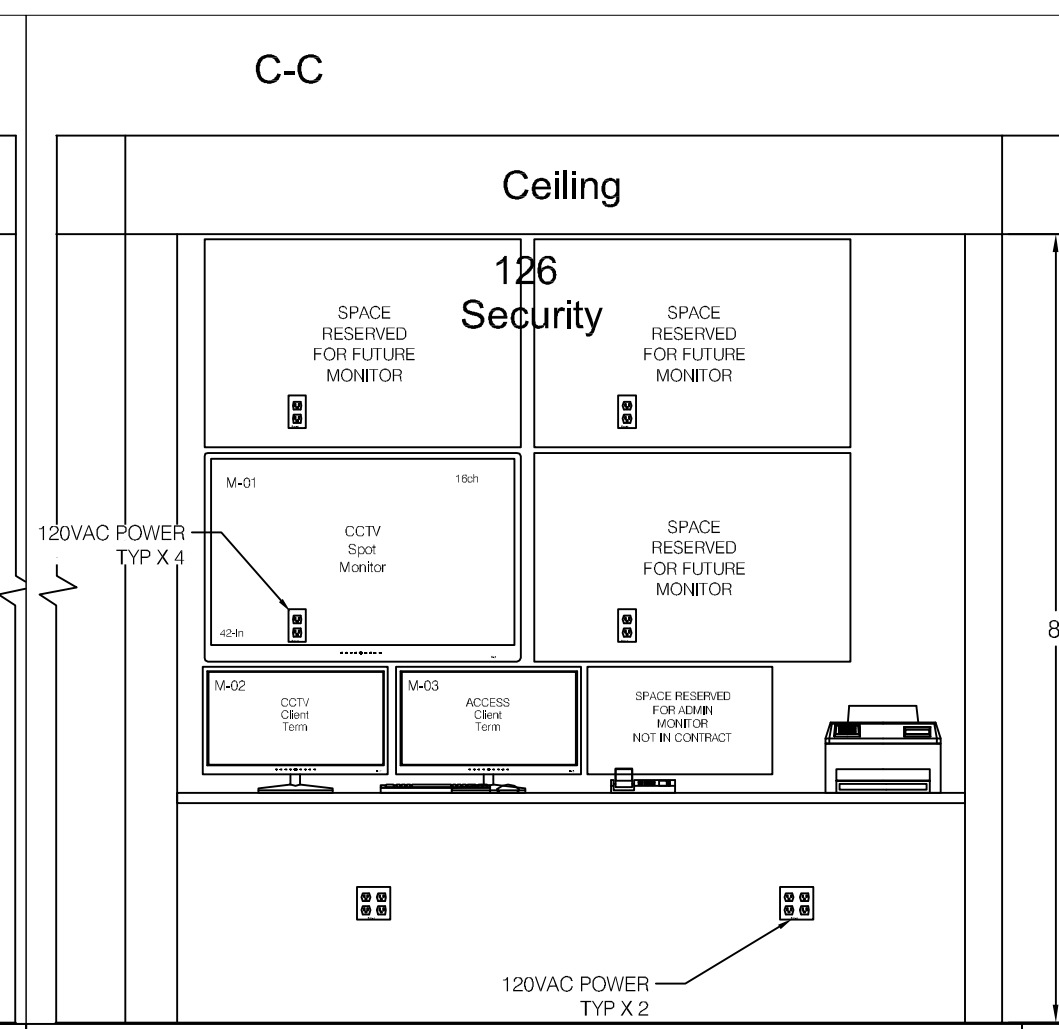 C-C
Ceiling
126
Security
SPACE
RESERVED
FOR FUTURE
MONITOR
SPACE
RESERVED
FOR FUTURE
MONITOR
M-01
16ch
CCTV
Spot
Monitor
42-In
120VAC POWER
TYP X 4
SPACE
RESERVED
FOR FUTURE
MONITOR
8
M-02
CCTV
Client
Term
M-03
ACCESS
Client
Term
SPACE RESERVED
FOR ADMIN
MONITOR
NOT IN CONTRACT
120VAC POWER
TYP X 2